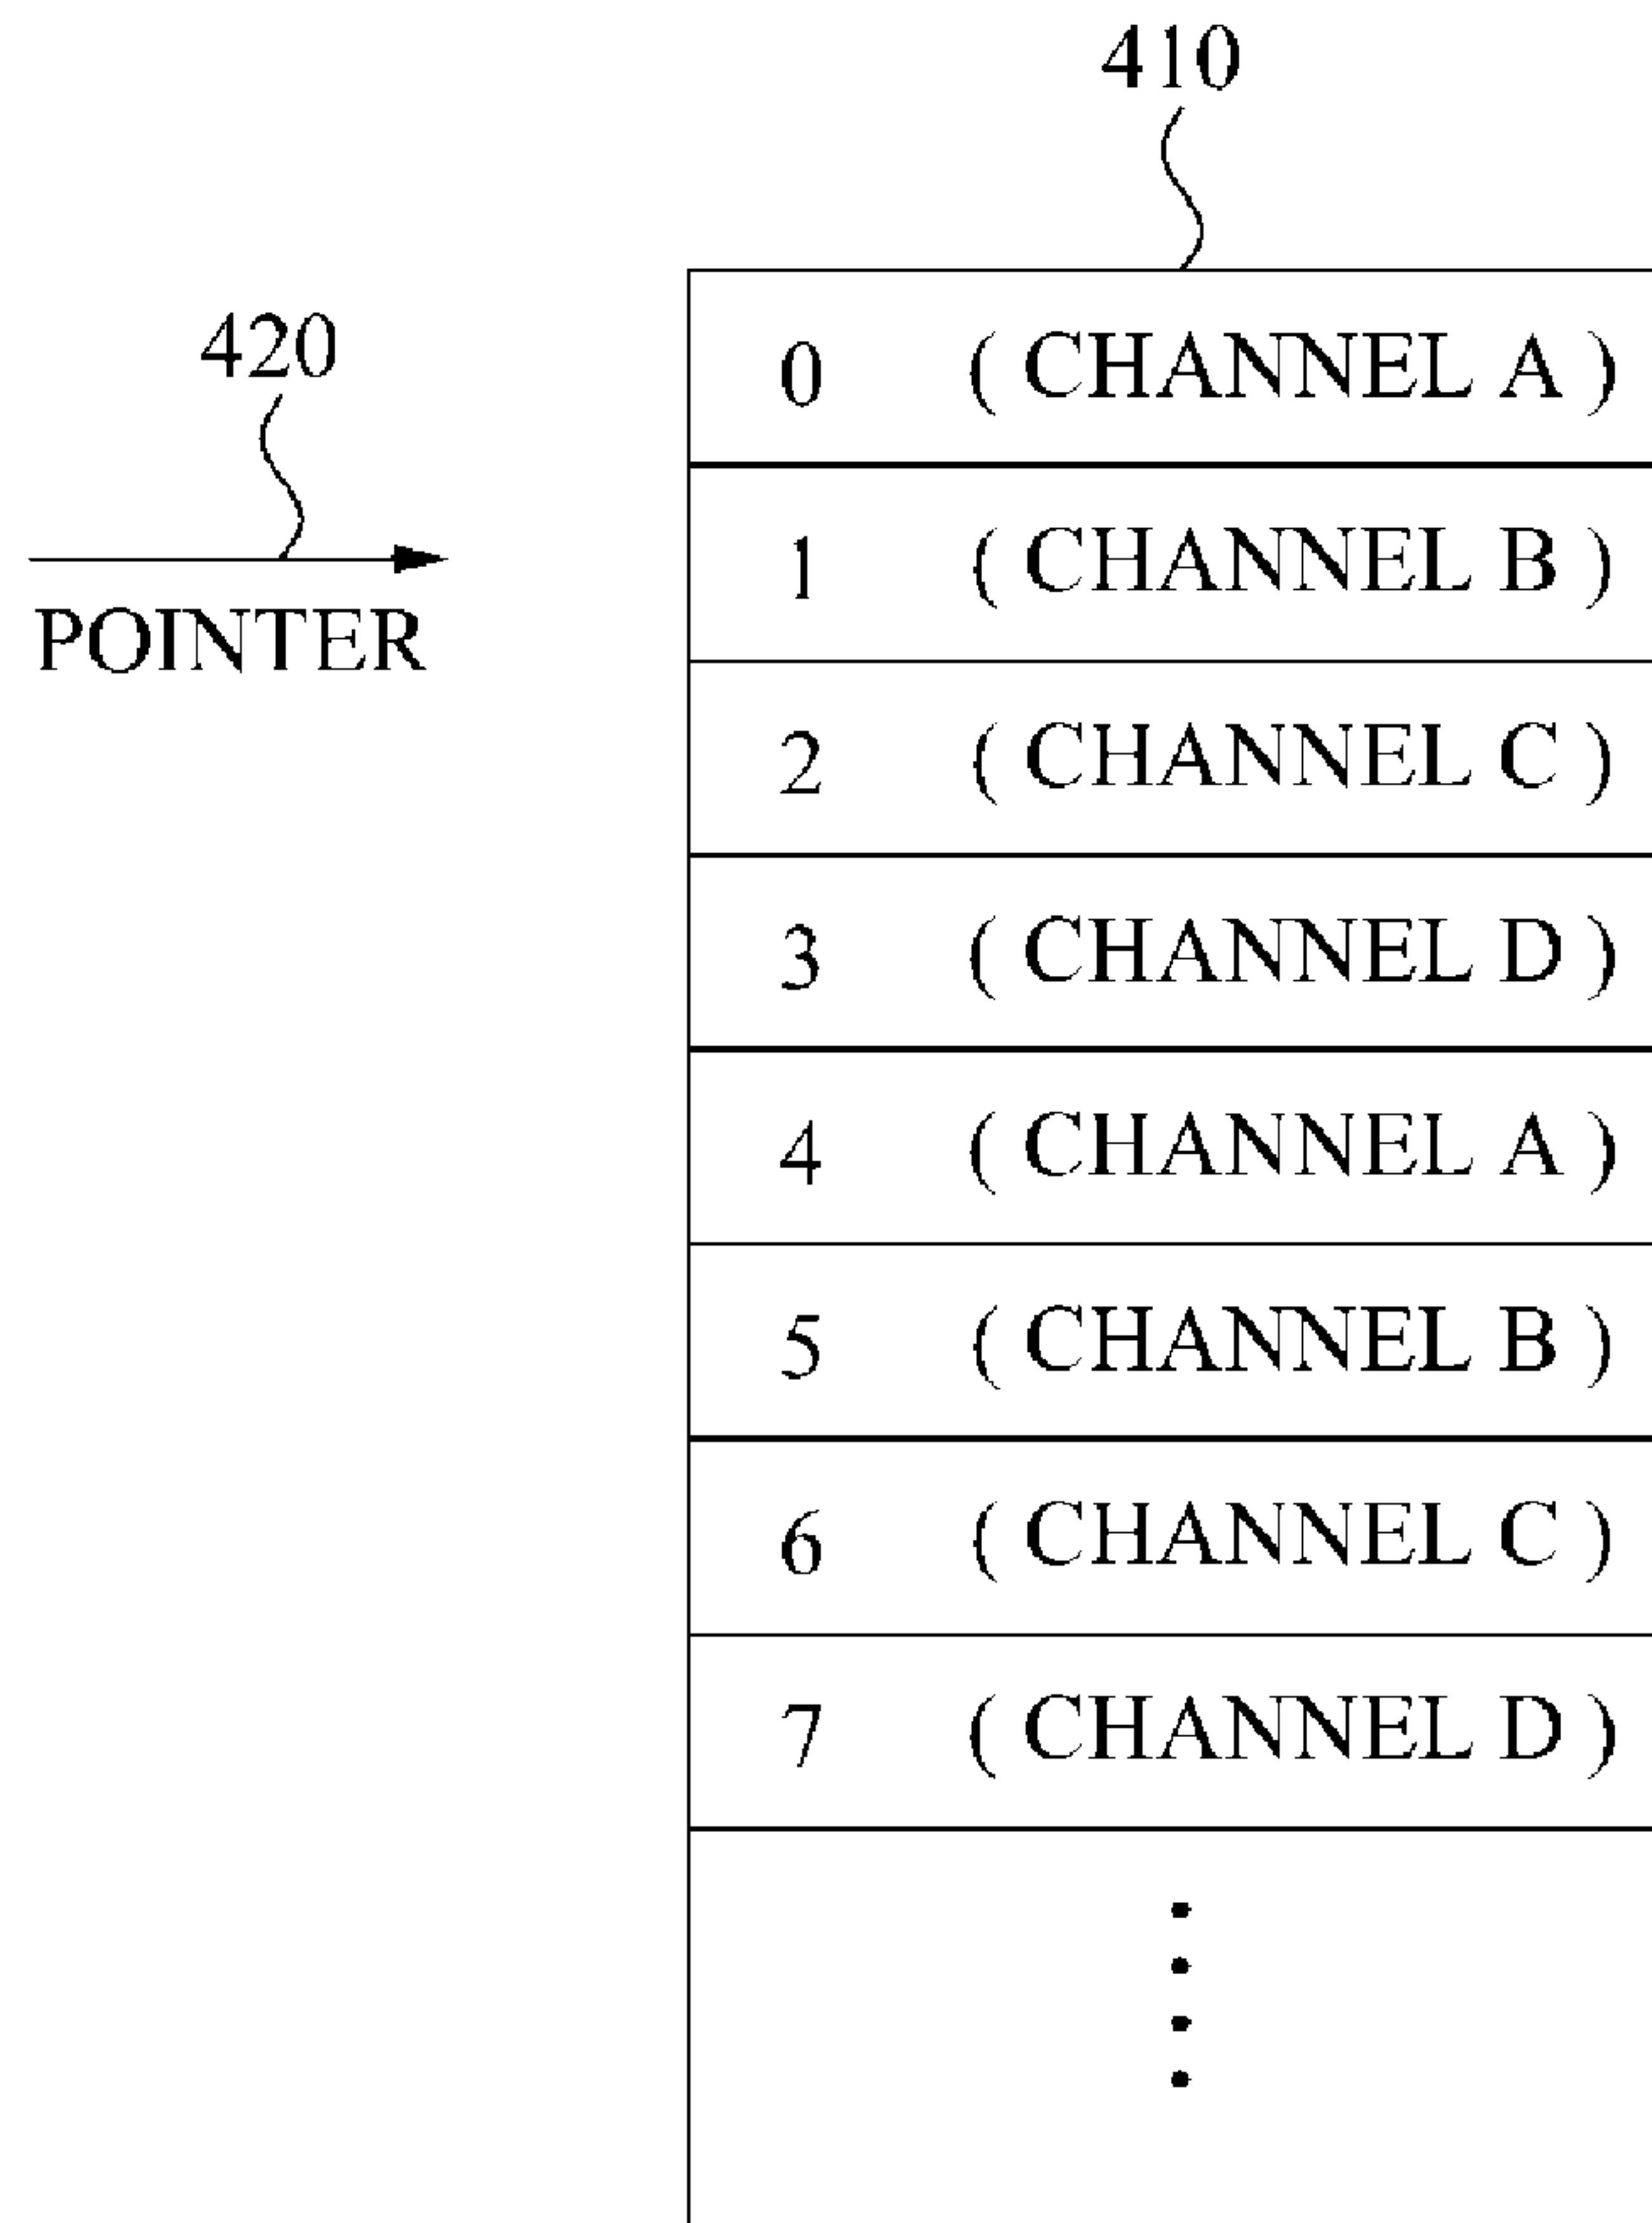 410
420
POINTER
0 ( CHANNEL A )
1 ( CHANNEL B )
2 ( CHANNEL C )
3 ( CHANNEL D )
4 ( CHANNEL A )
5 ( CHANNEL B )
6 ( CHANNEL C )
7 ( CHANNEL D )